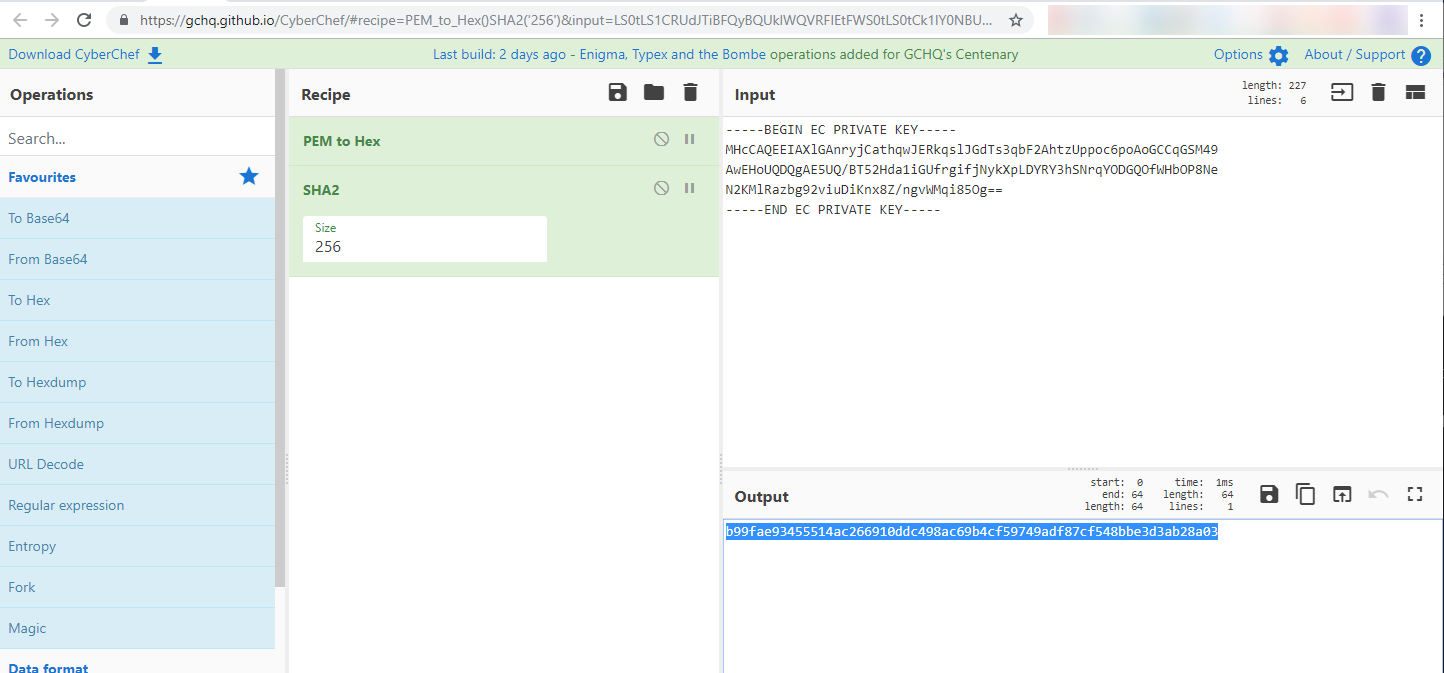 https://gchq.github.io/CyberChef/#recipe=PEM_to_Hex()SHA2('256')&input=LS0tLS1CRUdJTiBFQyBQUklWQVRFIEtFWS0tLS0tCk1IY0NBU...
Download CyberChef
Last build: 2 days ago - Enigma, Typex and the Bombe operations added for GCHQ's Centenary
Options
About / Support
Operations
Search...
Favourites
To Base64
From Base64
To Hex
From Hex
To Hexdump
From Hexdump
URL Decode
Regular expression
Entropy
Fork
Magic
Data format
Recipe
PEM to Hex
SHA2
Size
256
Input
length: 227
lines: 6
-----BEGIN EC PRIVATE KEY-----
MHcCAQEEIAXlGAnryjCathqwJERkqslJGdTs3qbF2AhtzUppoc6poAoGCCqGSM49
AwEHoUQDQgAE5UQ/BT52Hda1iGUfrgifjNykXpLDYRY3hSNrqYODGQOfWHbOP8Ne
N2KMlRazbg92viuDiKnx8Z/ngvWMqi85Og==
-----END EC PRIVATE KEY-----
Output
start: 0 time: 1ms
end: 64 length: 64
length: 64 lines: 1
b99fae93455514ac266910ddc498ac69b4cf59749adf87cf548bbe3d3ab28a03